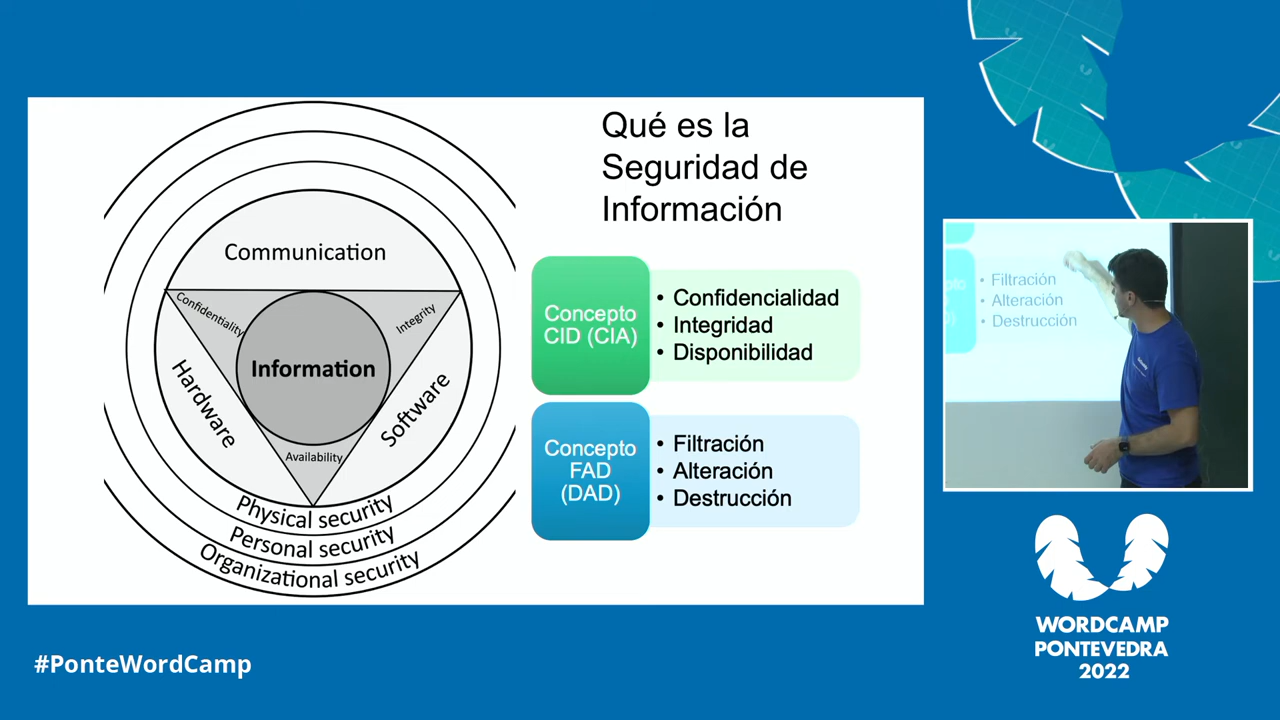 Qué es la
Seguridad de
Información
Communication
Confidentiality
Integrity
Information
Hardware
Software
Availability
Physical security
Personal security
Organizational security
Concepto
CID (CIA)
• Confidencialidad
• Integridad
• Disponibilidad
Concepto
FAD
(DAD)
• Filtración
• Alteración
• Destrucción
• Filtración
• Alteración
• Destrucción
#PonteWordCamp
WORDCAMP
PONTEVEDRA
2022